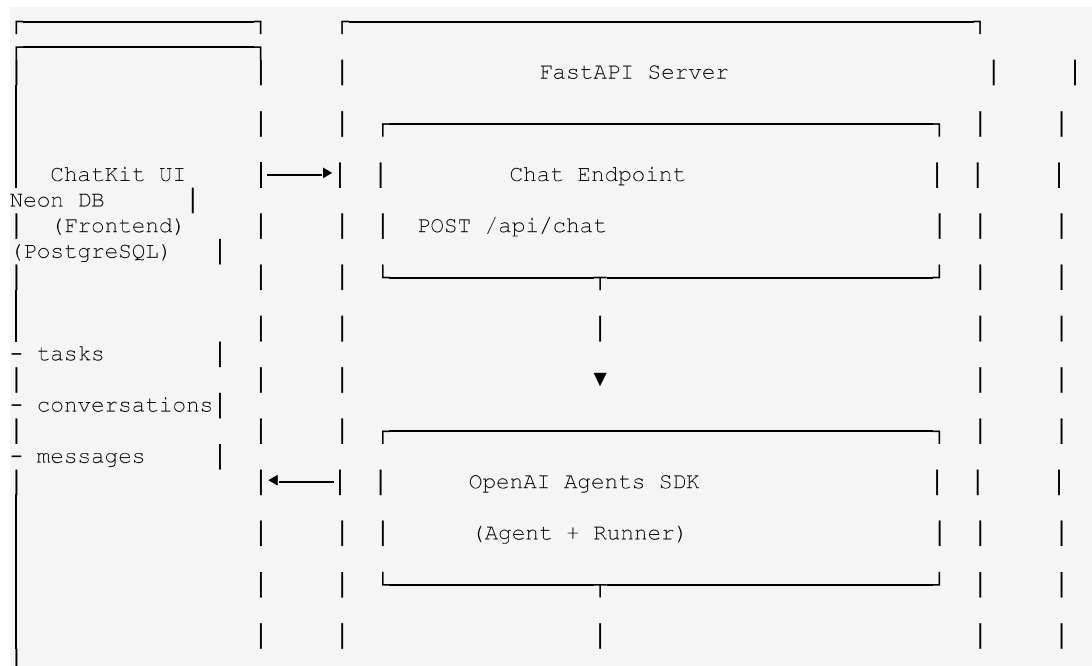 FastAPI Server
ChatKit UI
Chat Endpoint
Neon DB
(Frontend)
POST /api/chat
(PostgreSQL)
- tasks
- conversations
- messages
OpenAI Agents SDK
(Agent + Runner)